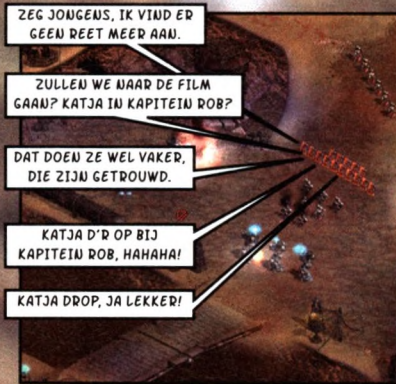 ZEG JONGENS, IK VIND ER
GEEN REET MEER AAN.
ZULLEN WE NAAR DE FILM
GAAN? KATJA IN KAPITEIN ROB?
DAT DOEN ZE WEL VAKER,
DIE ZIJN GETROUWD.
KATJA D'R OP BIJ
KAPITEIN ROB, HAHAHA!
KATJA DROP, JA LEKKER!